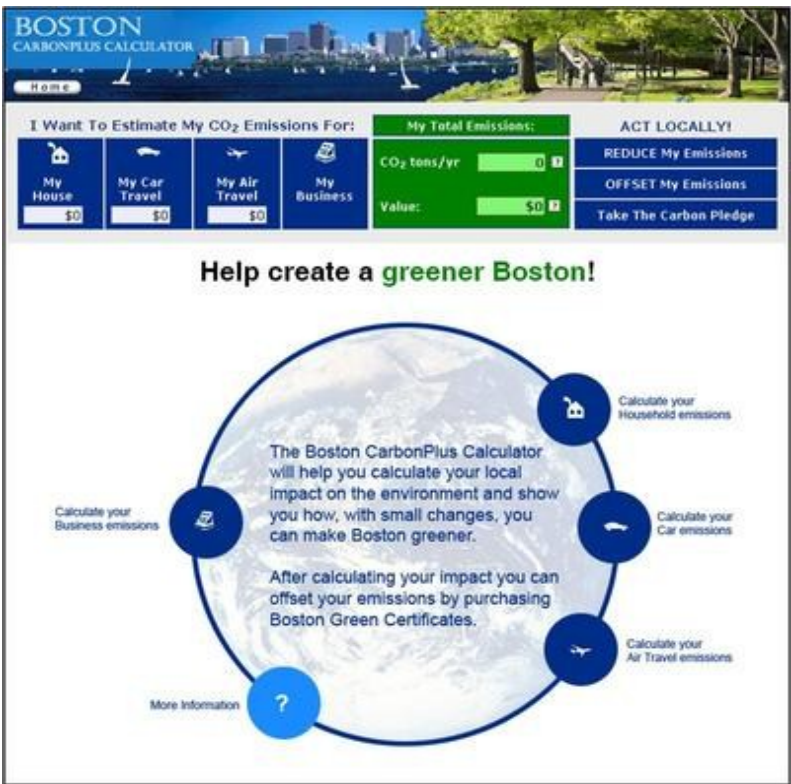 BOSTON
CARBONPLUS CALCULATOR
Home
I Want To Estimate My CO₂ Emissions For:
My
House
$0
My Car
Travel
$0
My Air
Travel
$0
My
Business
My Total Emissions:
CO₂ tons/yr
0
?
Value:
$0
?
ACT LOCALLY!
REDUCE My Emissions
OFFSET My Emissions
Take The Carbon Pledge
Help create a greener Boston!
Calculate your
Household emissions
The Boston CarbonPlus Calculator
will help you calculate your local
impact on the environment and show
you how, with small changes, you
can make Boston greener.
After calculating your impact you can
offset your emissions by purchasing
Boston Green Certificates.
Calculate your
Business emissions
Calculate your
Car emissions
Calculate your
Air Travel emissions
More Information
?